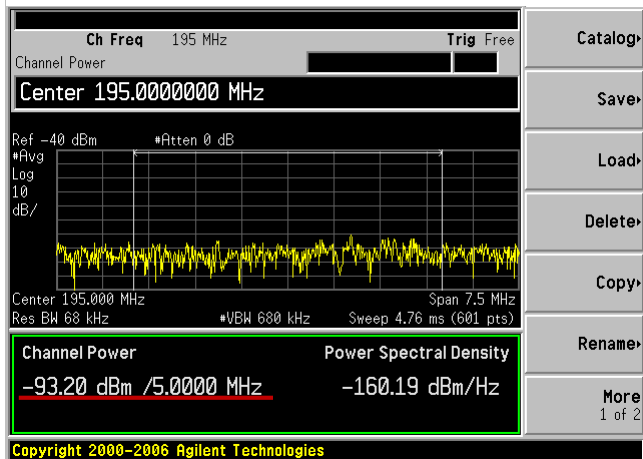 Ch Freq 195 MHz Trig Free
Channel Power
Center 195.0000000 MHz
Ref -40 dBm #Atten 0 dB
#Avg
Log
10
dB/
Center 195.000 MHz Span 7.5 MHz
Res BW 68 kHz #VBW 680 kHz Sweep 4.76 ms (601 pts)
Channel Power Power Spectral Density
-93.20 dBm /5.0000 MHz -160.19 dBm/Hz
Copyright 2000-2006 Agilent Technologies
Catalog
Save
Load
Delete
Copy
Rename
More
1 of 2